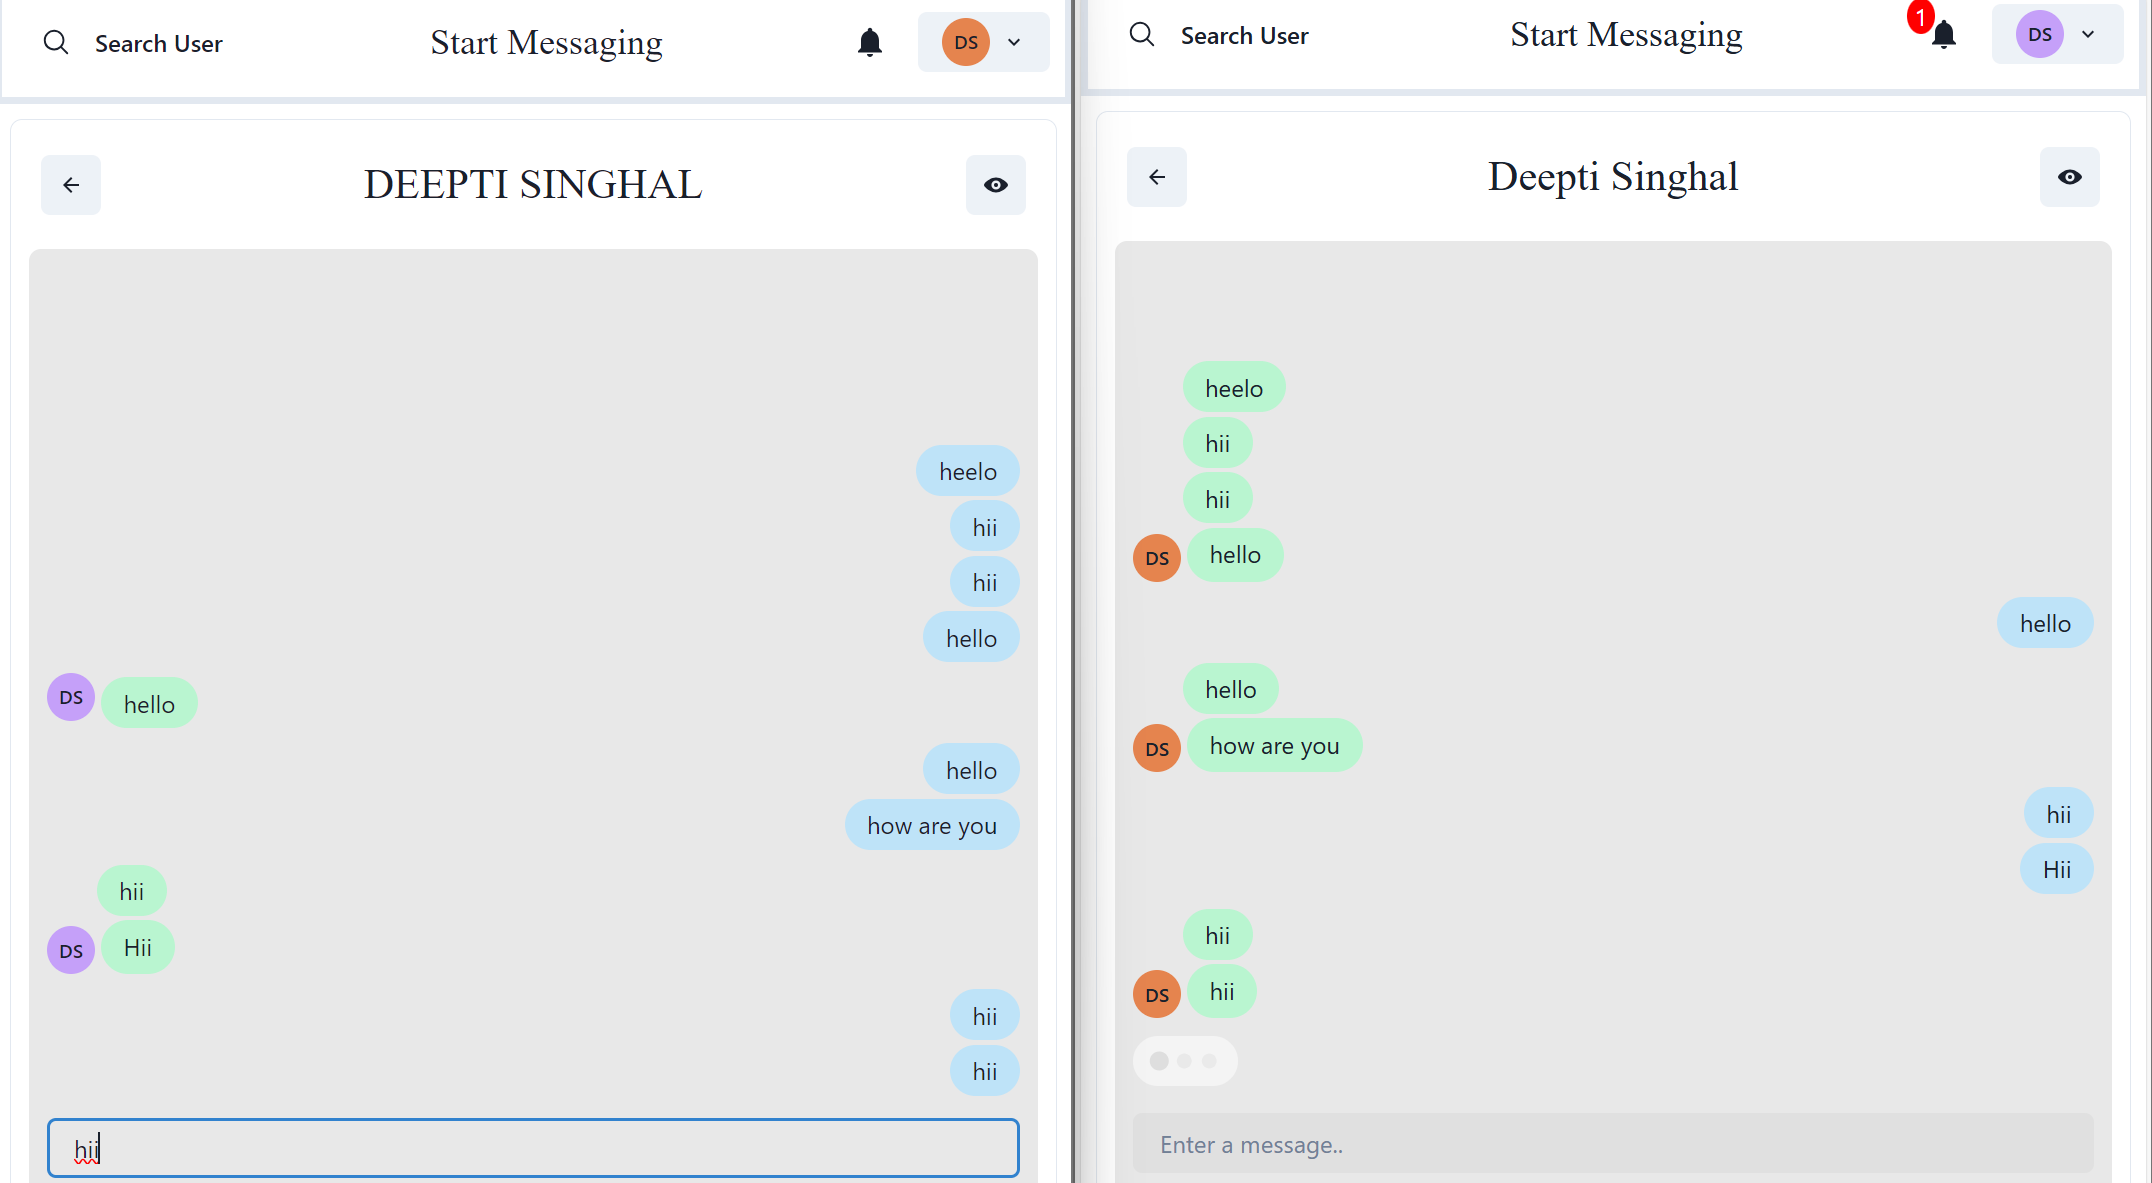 Search User
Start Messaging
DS
DEEPTI SINGHAL
heelo
hii
hii
hello
DS
hello
hello
how are you
hii
DS
Hii
hii
hii
hii
Search User
Start Messaging
1
DS
Deepti Singhal
heelo
hii
hii
DS
hello
hello
hello
DS
how are you
hii
Hii
hii
DS
hii
Enter a message..